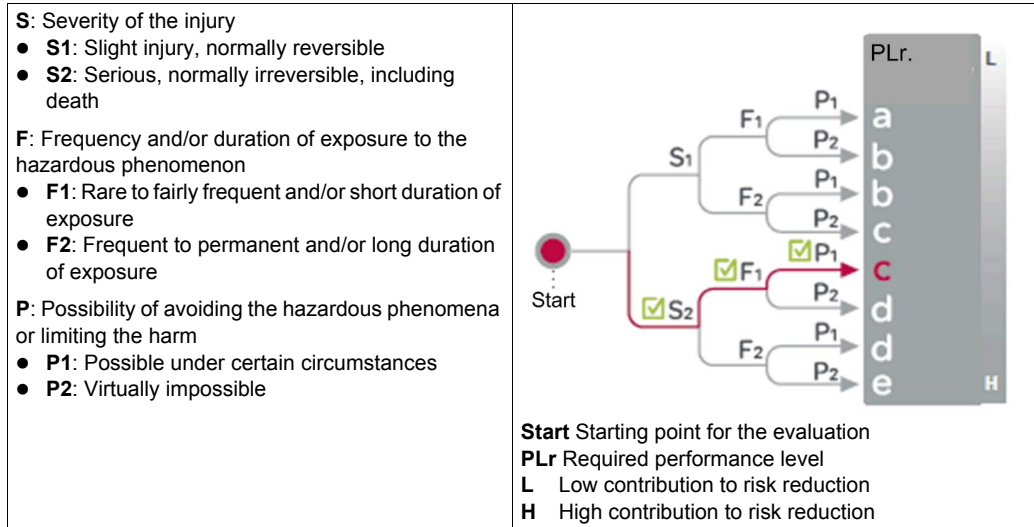 S: Severity of the injury
● S1: Slight injury, normally reversible
● S2: Serious, normally irreversible, including
death
F: Frequency and/or duration of exposure to the
hazardous phenomenon
● F1: Rare to fairly frequent and/or short duration of
exposure
● F2: Frequent to permanent and/or long duration
of exposure
P: Possibility of avoiding the hazardous phenomena
or limiting the harm
● P1: Possible under certain circumstances
● P2: Virtually impossible
PLr.
L
P1
a
F1
P2
b
S1
P1
b
F2
P2
c
P1
c
F1
P2
d
Start
S2
P1
d
F2
P2
e
H
Start Starting point for the evaluation
PLr Required performance level
L Low contribution to risk reduction
H High contribution to risk reduction